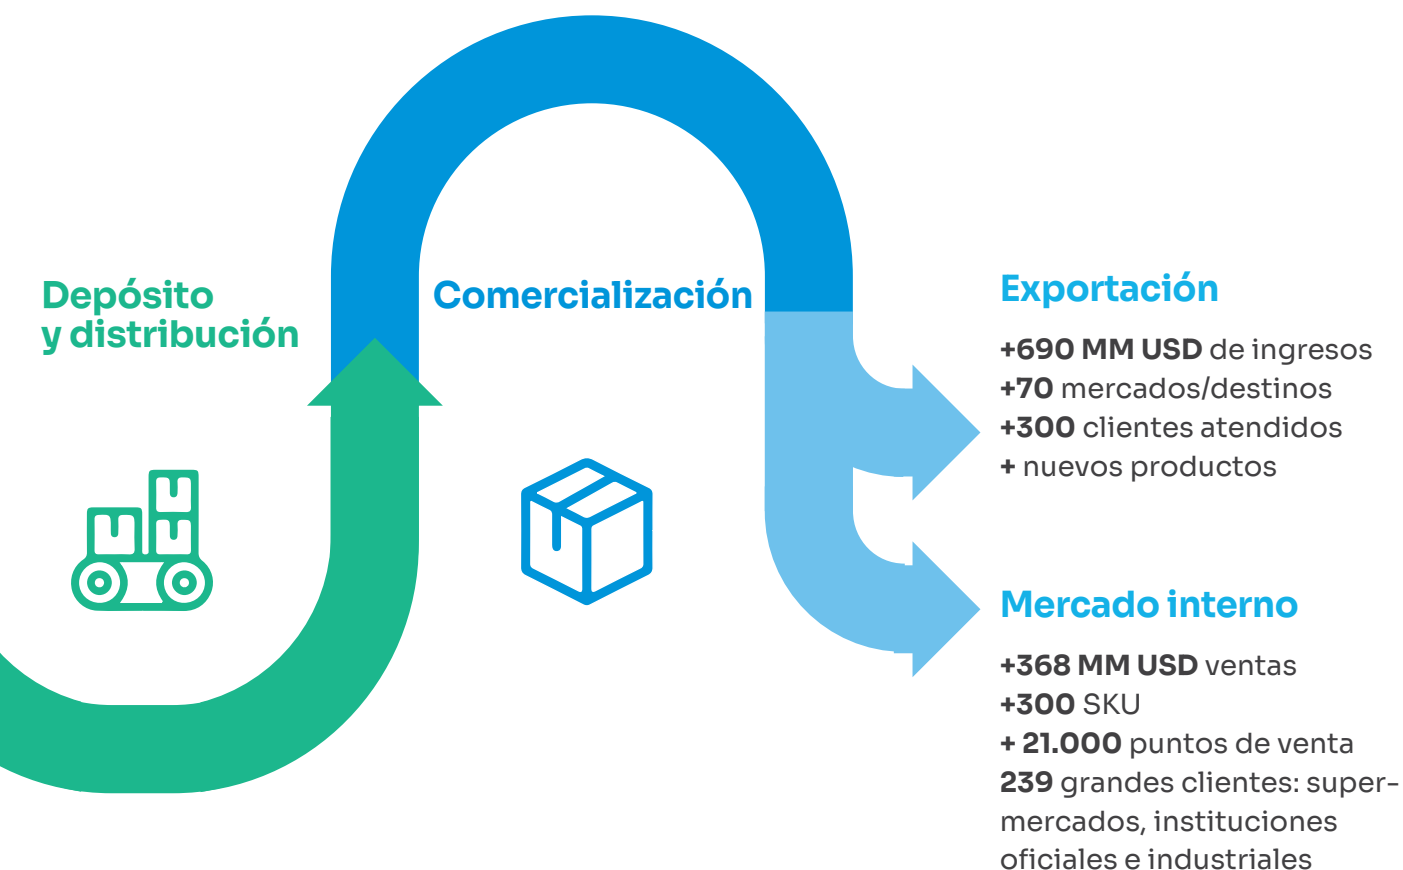 Depósito
y distribución
Comercialización
Exportación
+690 MM USD de ingresos
+70 mercados/destinos
+300 clientes atendidos
+ nuevos productos
Mercado interno
+368 MM USD ventas
+300 SKU
+ 21.000 puntos de venta
239 grandes clientes: super-
mercados, instituciones
oficiales e industriales